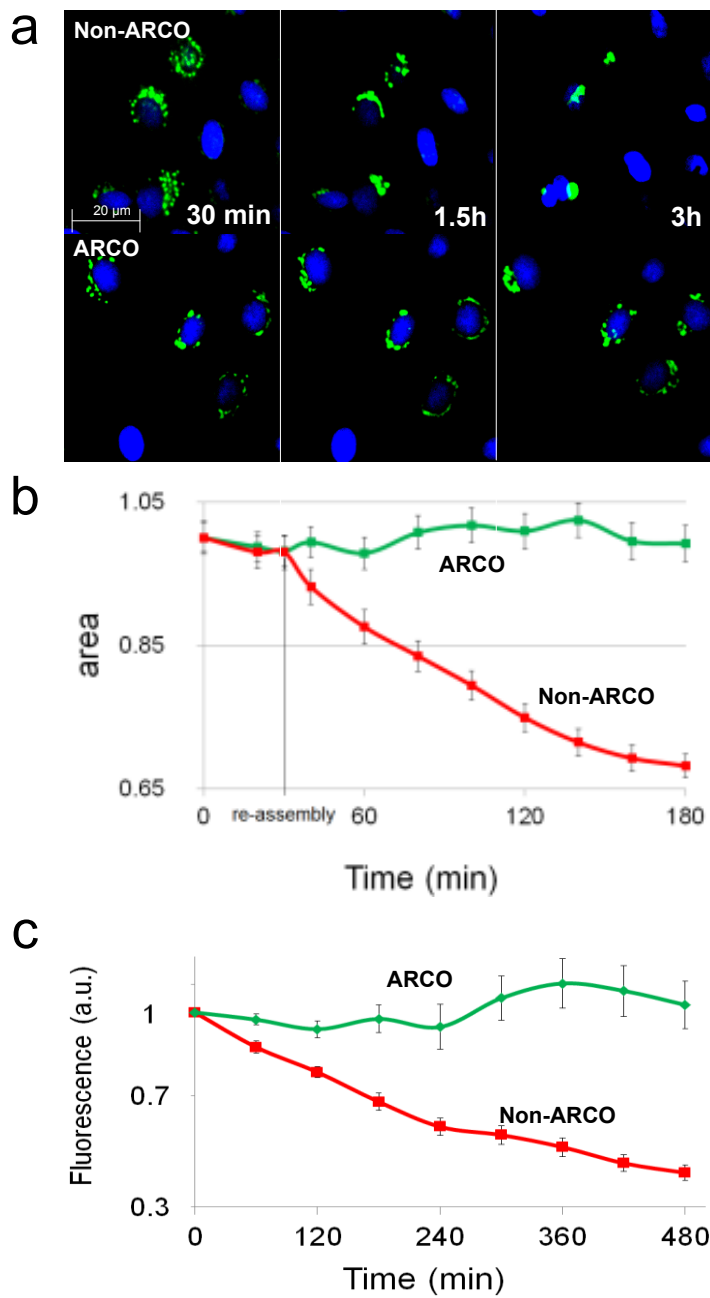 a
Non-ARCO
20 µm
30 min
1.5h
3h
ARCO
b
1.05
0.85
0.65
area
ARCO
Non-ARCO
0
re-assembly
60
120
180
Time (min)
c
Fluorescence (a.u.)
1
0.7
0.3
ARCO
Non-ARCO
0
120
240
360
480
Time (min)